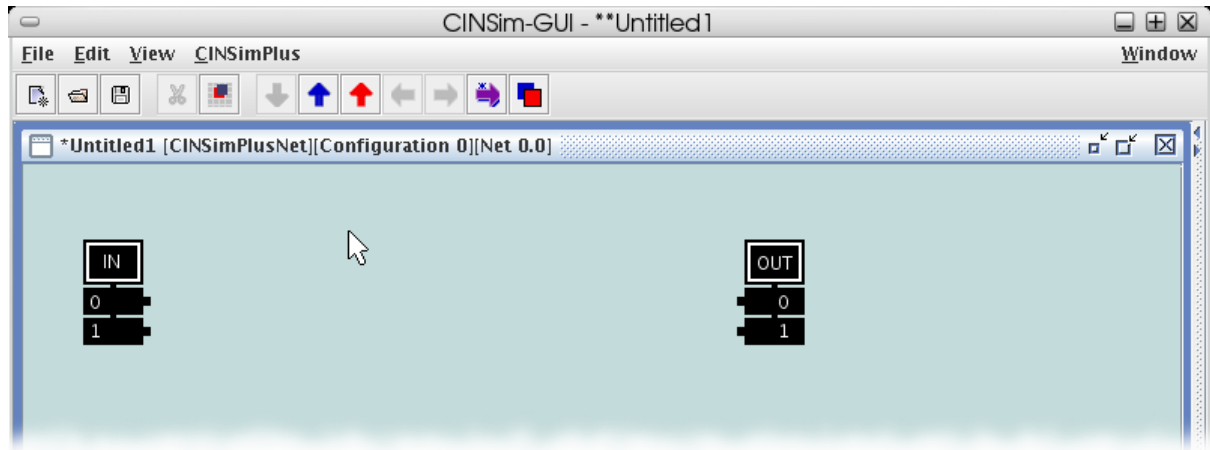 CINSim-GUI - **Untitled1
File Edit View CINSimPlus Window
*Untitled1 [CINSimPlusNet][Configuration 0][Net 0.0]
IN OUT
0 0
1 1